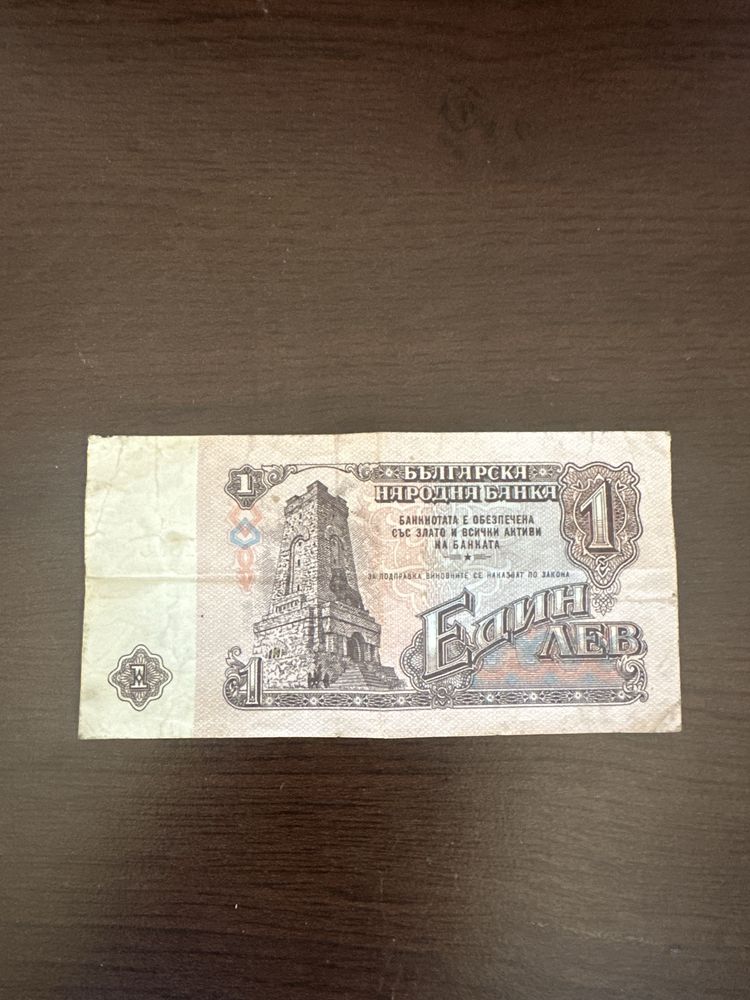 1
БЪЛГАРСКА
НАРОДНА БАНКА
1
БАНКНОТАТА Е ОБЕЗПЕЧЕНА
СЪС ЗЛАТО И ВСИЧКИ АКТИВИ
НА БАНКАТА
ЗА ПОДПРАВКА ВИНОВНИТЕ СЕ НАКАЗВАТ ПО ЗАКОНА
ЕДИН
ЛЕВ
1
1